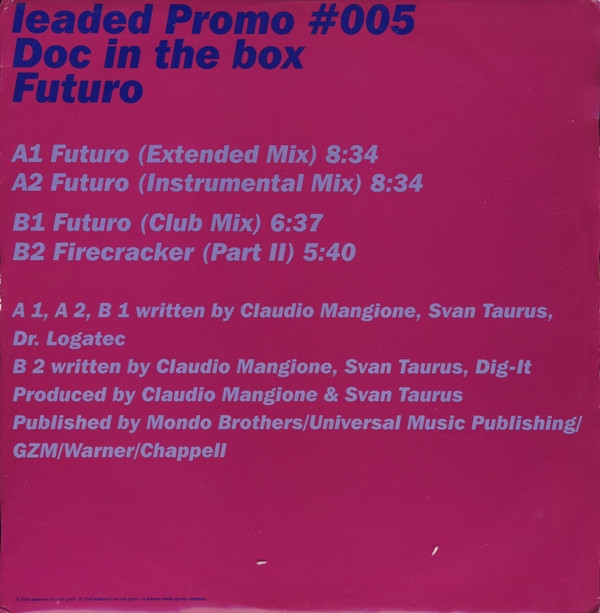 leaded Promo #005
Doc in the box
Futuro
A1 Futuro (Extended Mix) 8:34
A2 Futuro (Instrumental Mix) 8:34
B1 Futuro (Club Mix) 6:37
B2 Firecracker (Part II) 5:40
A 1, A 2, B 1 written by Claudio Mangione, Svan Taurus,
Dr. Logatec
B 2 written by Claudio Mangione, Svan Taurus, Dig-It
Produced by Claudio Mangione & Svan Taurus
Published by Mondo Brothers/Universal Music Publishing/
GZM/Warner/Chappell